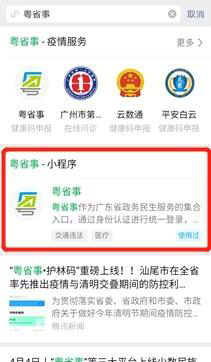 粤省事
取消
粤省事 - 疫情服务
更多
粤省事
广州市第一...
云数通
平安白云
健康码申报
在线问诊
健康码申报
健康码申报
粤省事 - 小程序
粤省事
粤省事作为广东省政务民生服务的集合
入口，通过身份认证进行统一登录，...
交通违法
医疗
使用过
“粤省事•护林码”重磅上线！！汕尾市在全省
率先推出疫情与清明交叠期间的防控利...
为贯彻落实省委、省政府和市委、市政
府关于做好今年清明节期间疫情防控...
腾讯新闻